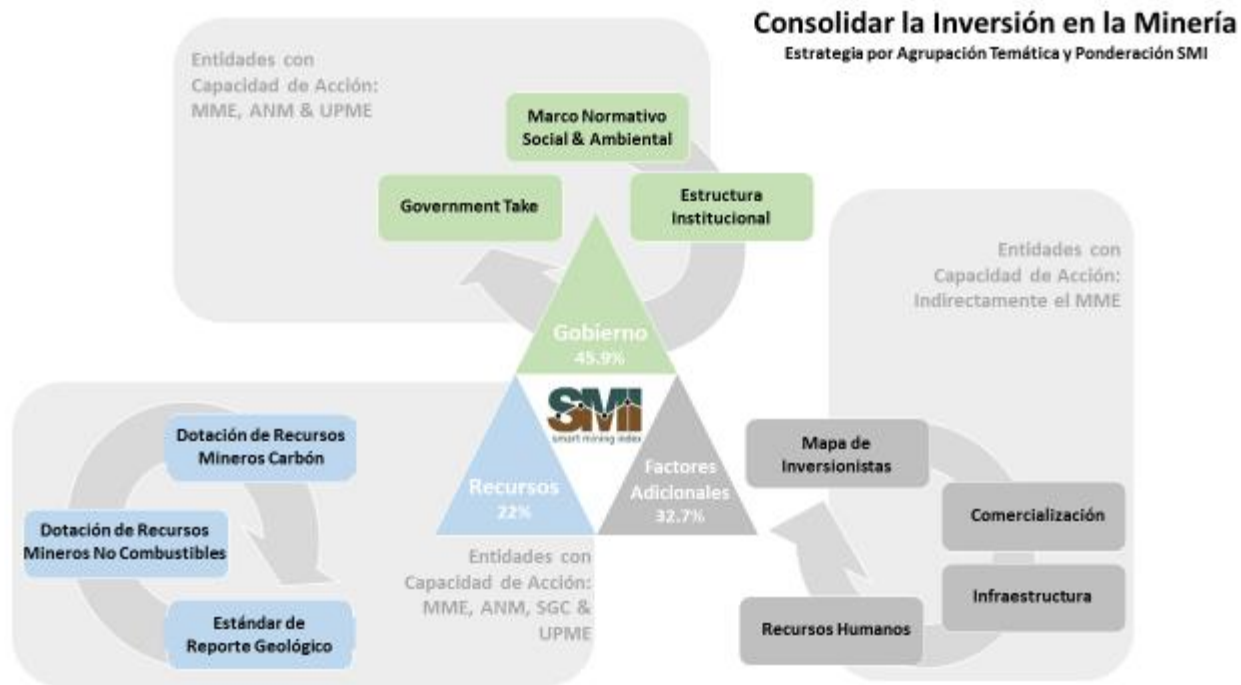 Consolidar la Inversión en la Minería
Estrategia por Agrupación Temática y Ponderación SMI
Entidades con
Capacidad de Acción:
MME, ANM & UPME
Marco Normativo
Social & Ambiental
Government Take
Estructura
Institucional
Gobierno
45.9%
Entidades con
Capacidad de Acción:
Indirectamente el MME
SMI
smart mining index
Dotación de Recursos
Mineros Carbón
Dotación de Recursos
Mineros No Combustibles
Estándar de
Reporte Geológico
Recursos
22%
Entidades con
Capacidad de Acción:
MME, ANM, SGC &
UPME
Factores
Adicionales
32.7%
Mapa de
Inversionistas
Comercialización
Infraestructura
Recursos Humanos